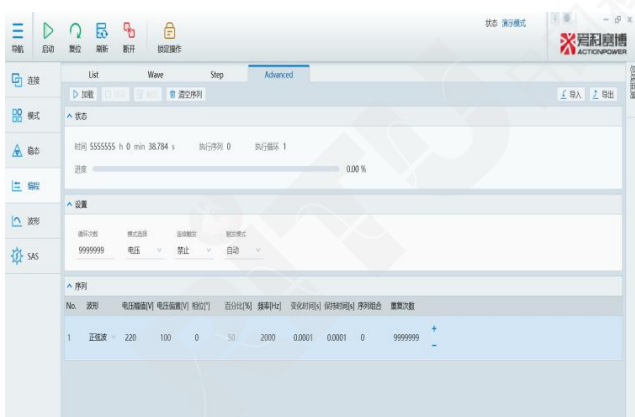 状态 演示模式
导航 启动 复位 刷新 断开 锁定操作
爱科赛博
ACTIONPOWER
连接
模式
稳态
编程
波形
SAS
List Wave Step Advanced
加载 清空序列 导入 导出
状态
时间 5555555 h 0 min 38.784 s 执行序列 0 执行循环 1
进度 0.00 %
设置
循环次数 模式选择 连续触发 触发模式
9999999 电压 禁止 自动
序列
No. 波形 电压幅值[V] 电压偏置[V] 相位[°] 百分比[%] 频率[Hz] 变化时间[s] 保持时间[s] 序列组合 重复次数
1 正弦波 220 100 0 50 2000 0.0001 0.0001 0 9999999